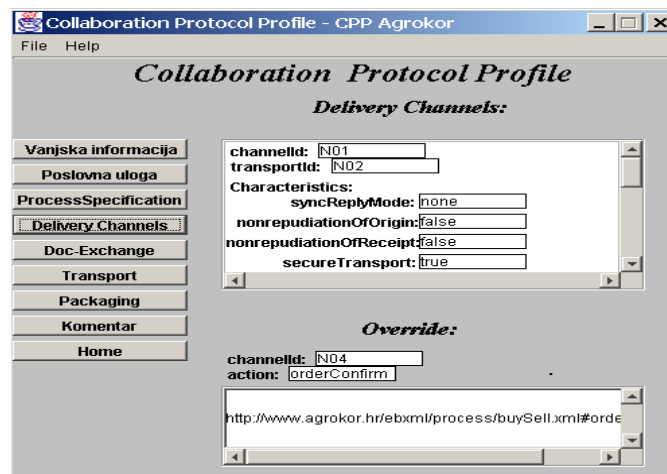 Collaboration Protocol Profile - CPP Agrokor
File Help
Collaboration Protocol Profile
Delivery Channels:
Vanjska informacija
Poslovna uloga
ProcessSpecification
Delivery Channels
Doc-Exchange
Transport
Packaging
Komentar
Home
channelId: N01
transportId: N02
Characteristics:
syncReplyMode: none
nonrepudiationOfOrigin: false
nonrepudiationOfReceipt: false
secureTransport: true
Override:
channelId: N04
action: orderConfirm
http://www.agrokor.hr/ebxml/process/buySell.xml#orde